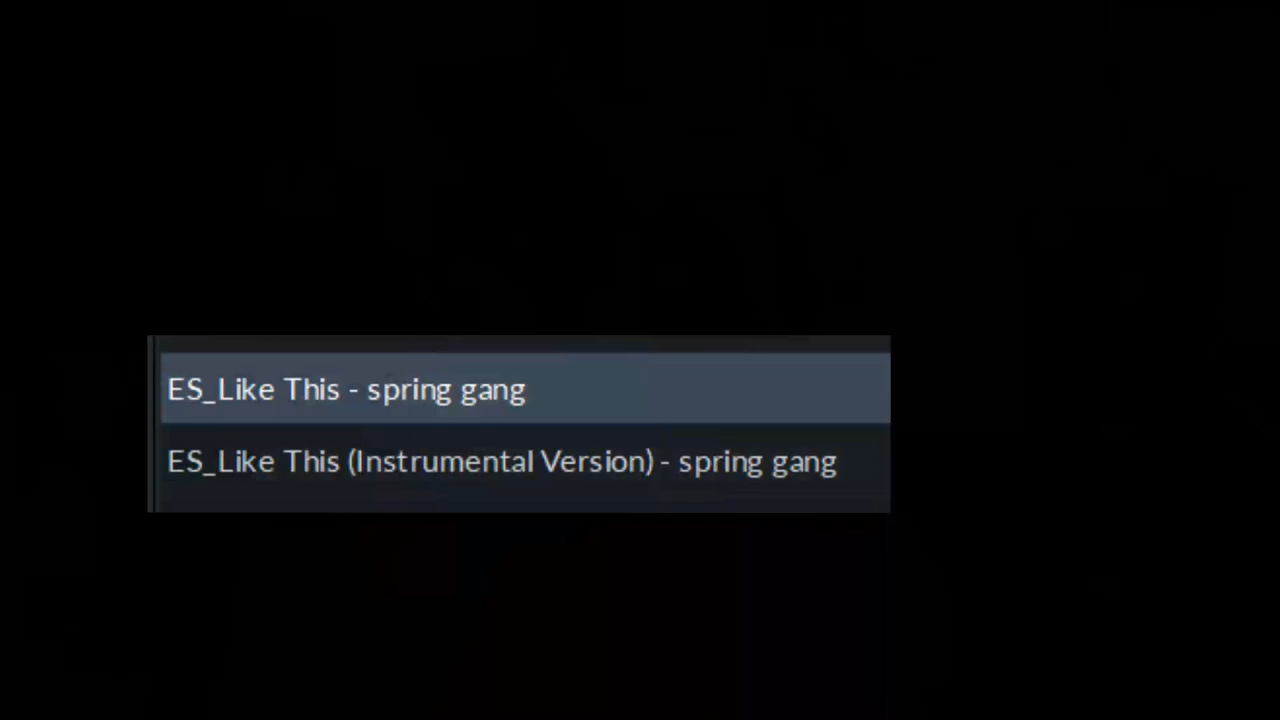 ES_Like This - spring gang
ES_Like This (Instrumental Version) - spring gang